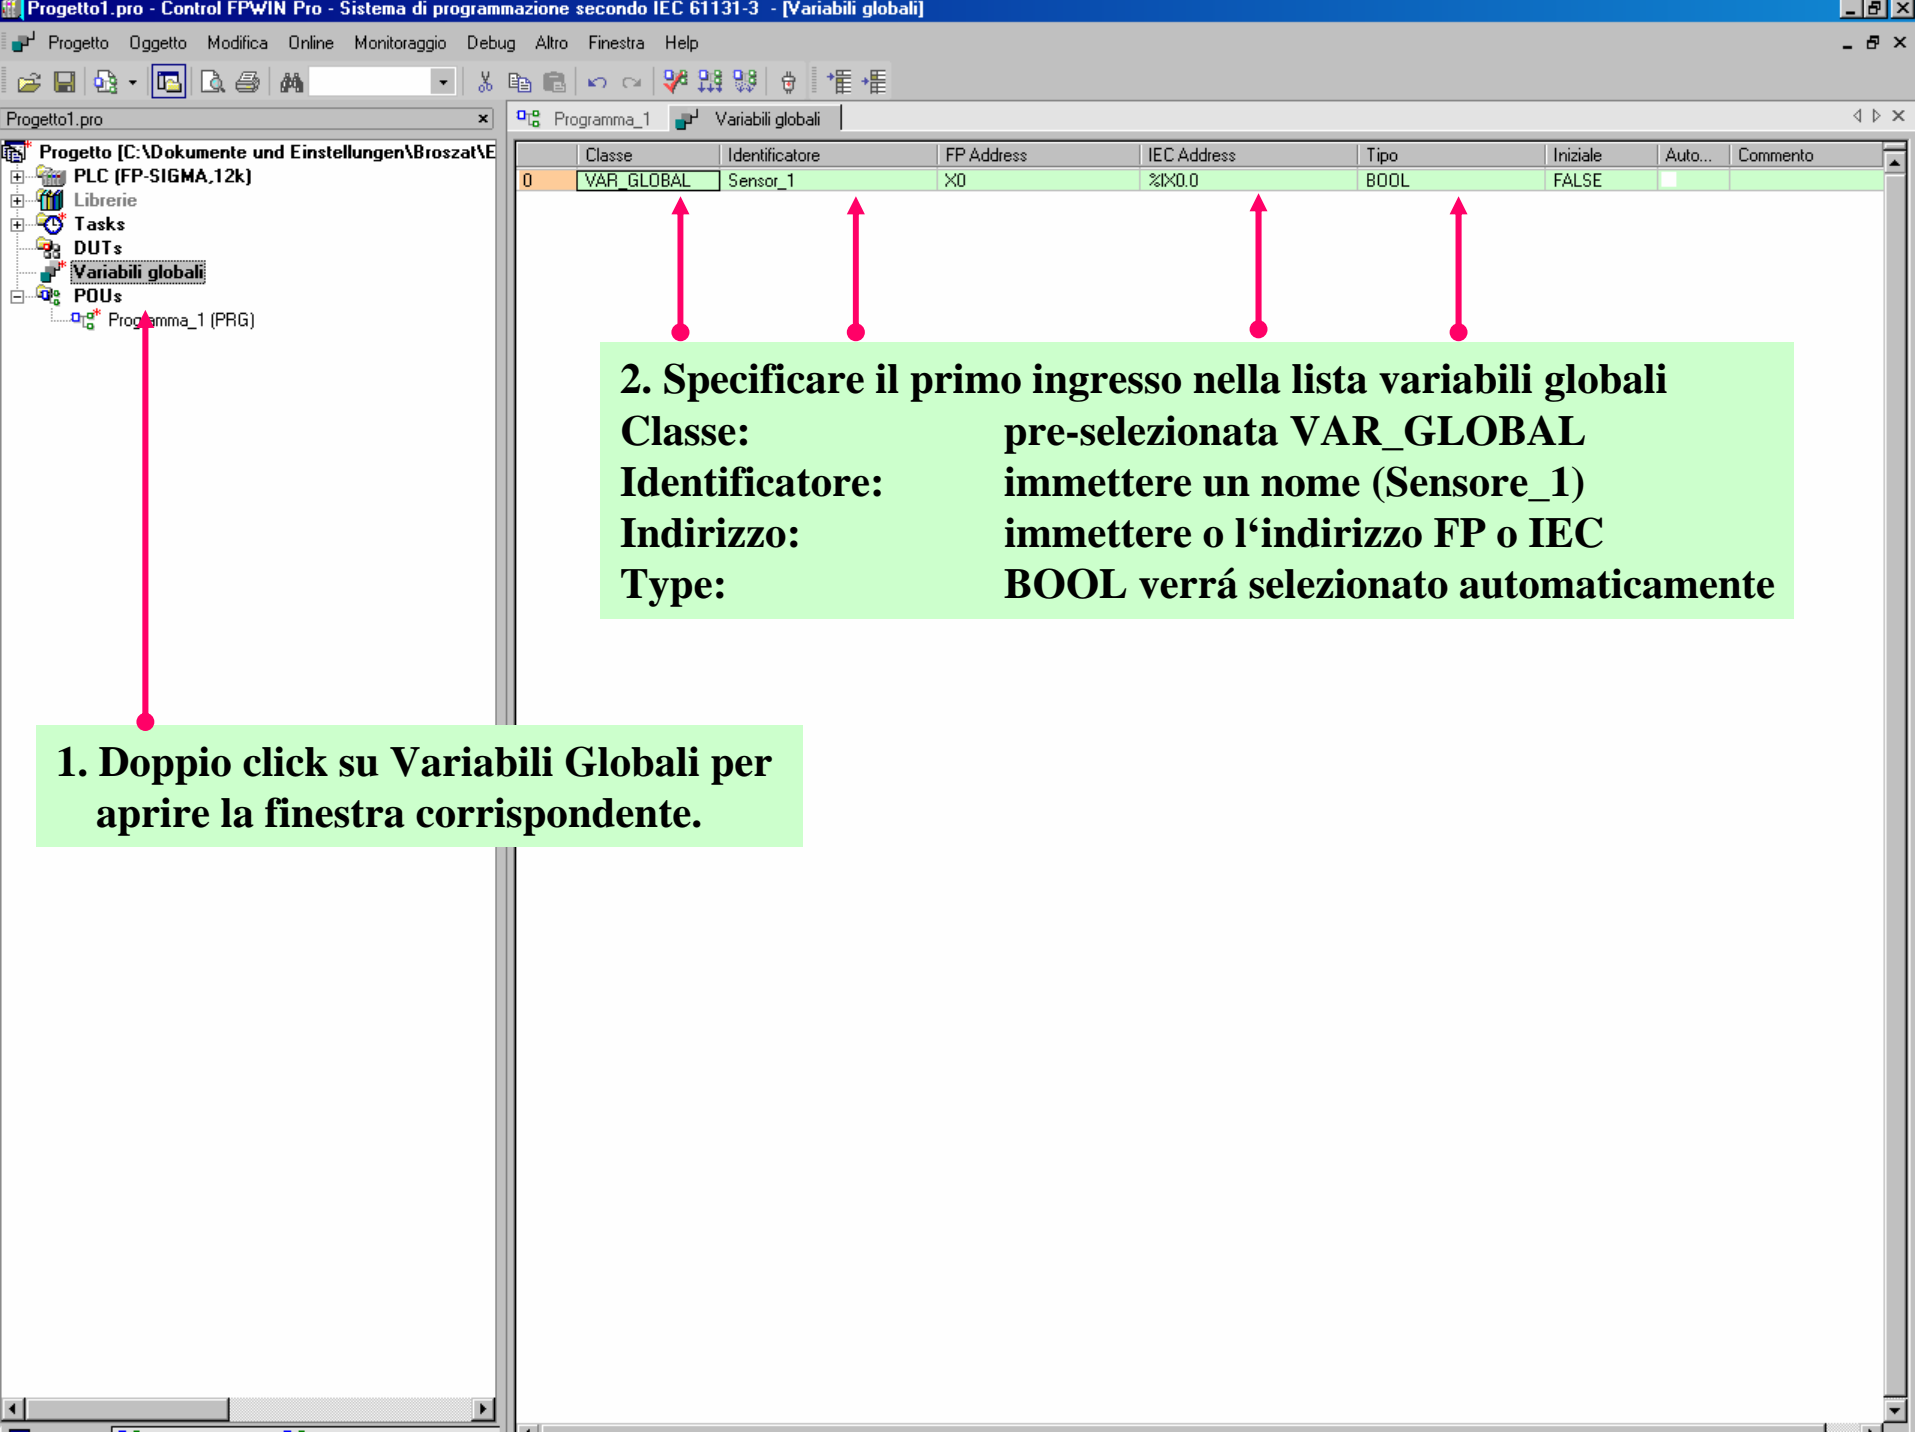 Progetto1.pro - Control FPWIN Pro - Sistema di programmazione secondo IEC 61131-3 - [Variabili globali]
Progetto Oggetto Modifica Online Monitoraggio Debug Altro Finestra Help
Progetto1.pro
Programma_1 Variabili globali
Progetto [C:\Dokumente und Einstellungen\Broszat\E
PLC (FP-SIGMA,12k)
Librerie
Tasks
DUTs
Variabili globali
POUs
Programma_1 (PRG)
Classe Identificatore FP Address IEC Address Tipo Iniziale Auto... Commento
0 VAR_GLOBAL Sensor_1 X0 %IX0.0 BOOL FALSE
2. Specificare il primo ingresso nella lista variabili globali
Classe: pre-selezionata VAR_GLOBAL
Identificatore: immettere un nome (Sensore_1)
Indirizzo: immettere o l‘indirizzo FP o IEC
Type: BOOL verrá selezionato automaticamente
1. Doppio click su Variabili Globali per
aprire la finestra corrispondente.